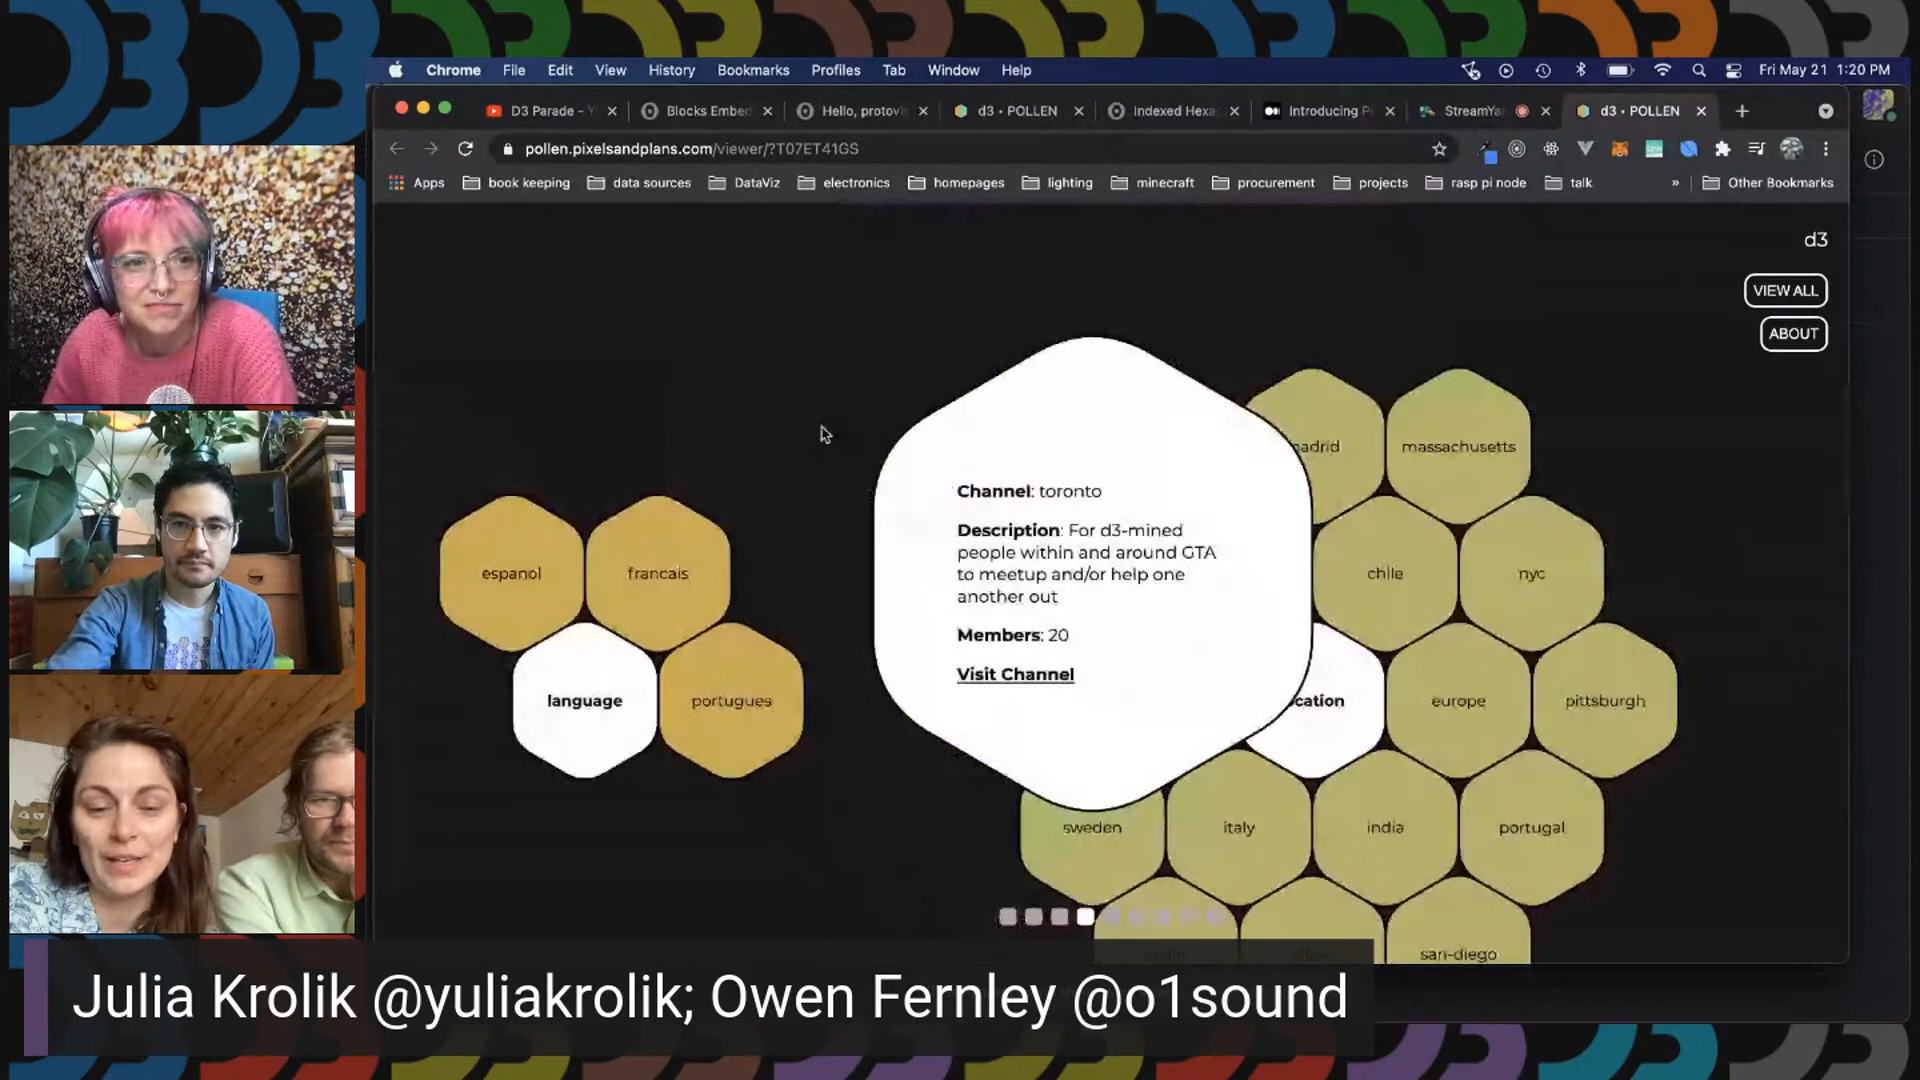 Chrome File Edit View History Bookmarks Profiles Tab Window Help Fri May 21 1:20 PM
D3 Parade - Blocks Embed Hello, protovis d3 • POLLEN Indexed Hexa Introducing P StreamYa d3 • POLLEN
pollen.pixelsandplans.com/viewer/?T07ET41GS
Apps book keeping data sources DataViz electronics homepages lighting minecraft procurement projects rasp pi node talk » Other Bookmarks
d3
VIEW ALL
ABOUT
adrid massachusetts
Channel: toronto
Description: For d3-mined
people within and around GTA
to meetup and/or help one
another out
Members: 20
Visit Channel
espanol francais chile nyc
language portugues cation europe pittsburgh
sweden italy india portugal
san-diego
Julia Krolik @yuliakrolik; Owen Fernley @o1sound